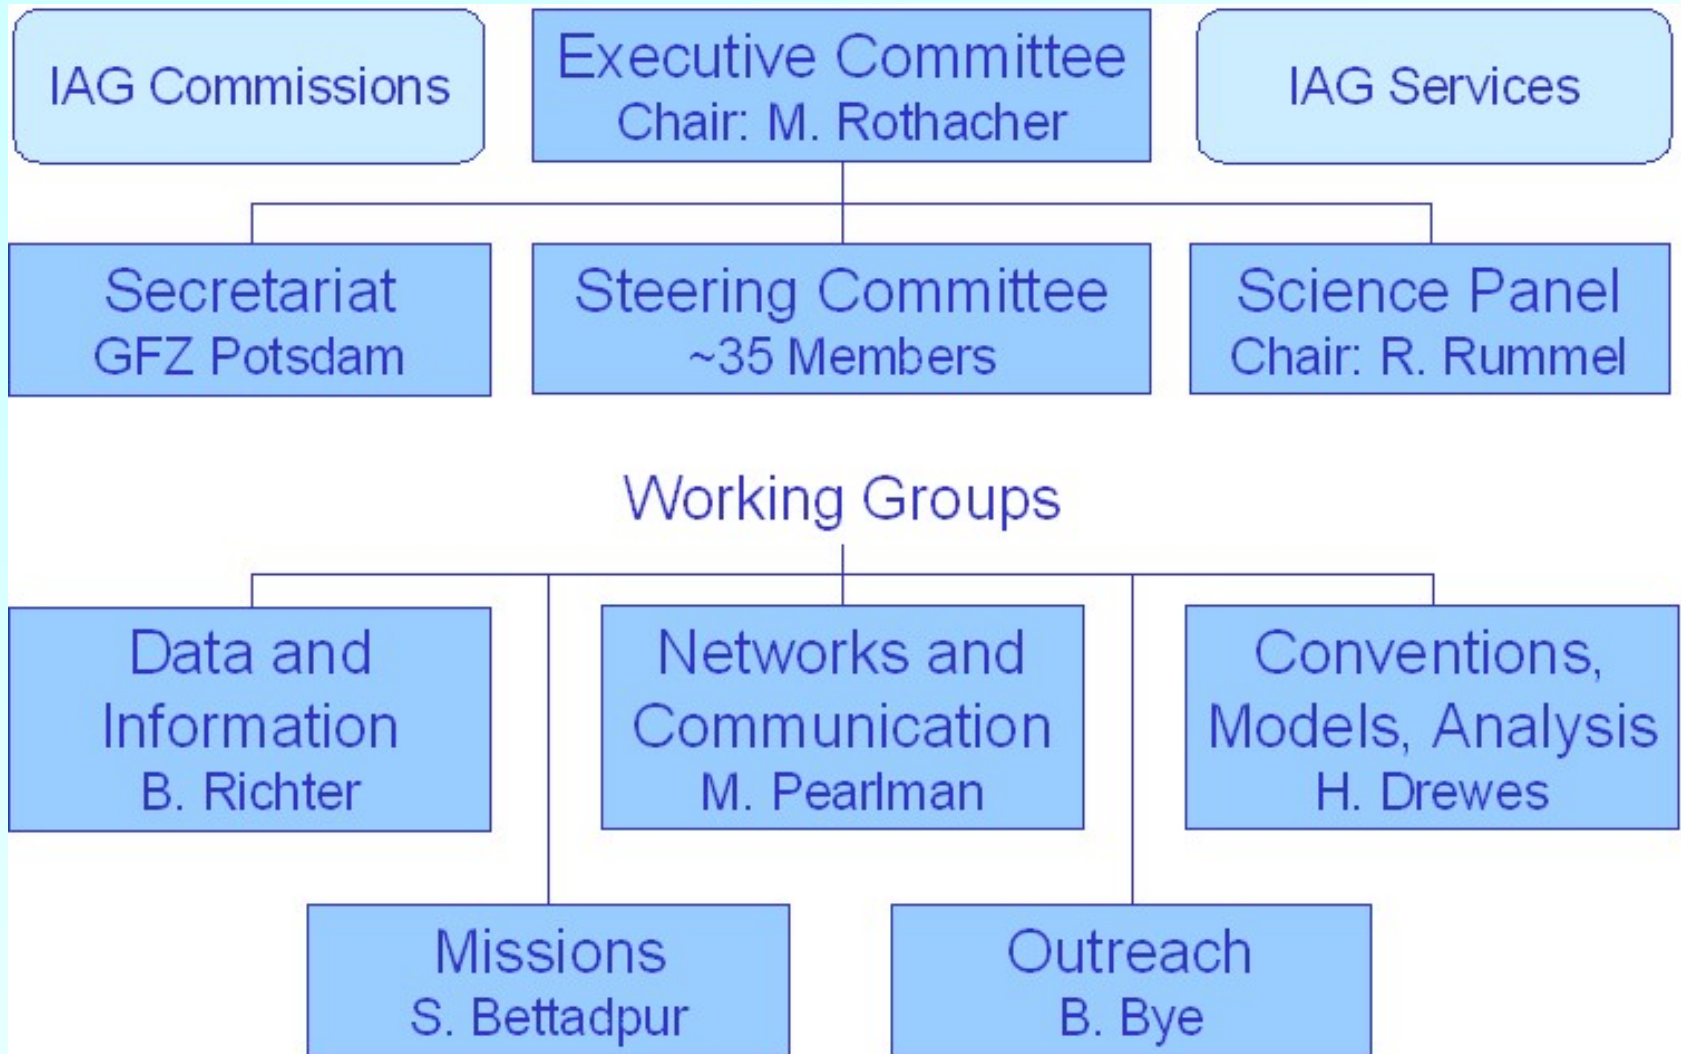 IAG Commissions
Executive Committee
Chair: M. Rothacher
IAG Services
Secretariat
GFZ Potsdam
Steering Committee
~35 Members
Science Panel
Chair: R. Rummel
Working Groups
Data and
Information
B. Richter
Networks and
Communication
M. Pearlman
Conventions,
Models, Analysis
H. Drewes
Missions
S. Bettadpur
Outreach
B. Bye